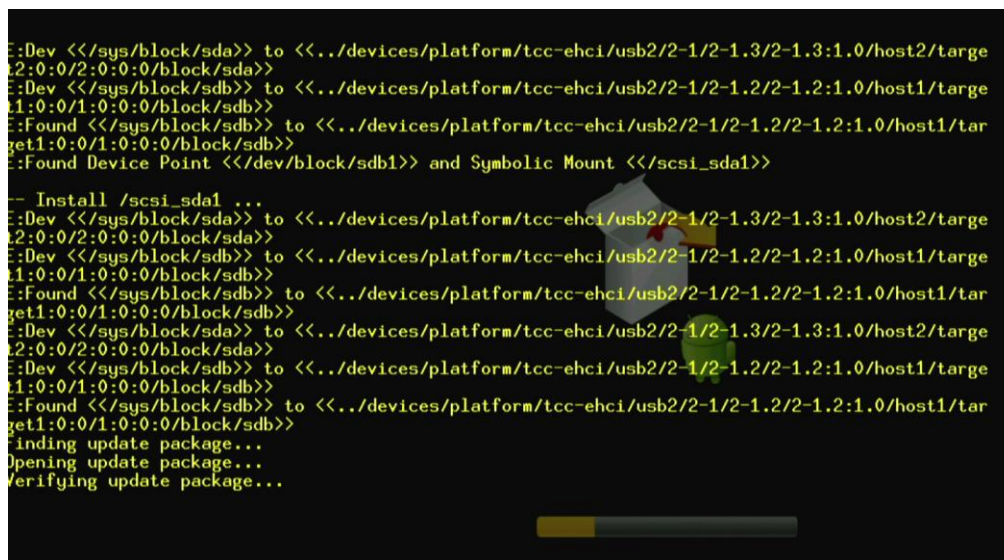 E:Dev <</sys/block/sda>> to <<../devices/platform/tcc-ehci/usb2/2-1/2-1.3/2-1.3:1.0/host2/targe
t2:0:0/2:0:0:0/block/sda>>
E:Dev <</sys/block/sdb>> to <<../devices/platform/tcc-ehci/usb2/2-1/2-1.2/2-1.2:1.0/host1/targe
t1:0:0/1:0:0:0/block/sdb>>
E:Found <</sys/block/sdb>> to <<../devices/platform/tcc-ehci/usb2/2-1/2-1.2/2-1.2:1.0/host1/tar
get1:0:0/1:0:0:0/block/sdb>>
E:Found Device Point <</dev/block/sdb1>> and Symbolic Mount <</scsi_sda1>>
-- Install /scsi_sda1 ...
E:Dev <</sys/block/sda>> to <<../devices/platform/tcc-ehci/usb2/2-1/2-1.3/2-1.3:1.0/host2/targe
t2:0:0/2:0:0:0/block/sda>>
E:Dev <</sys/block/sdb>> to <<../devices/platform/tcc-ehci/usb2/2-1/2-1.2/2-1.2:1.0/host1/targe
t1:0:0/1:0:0:0/block/sdb>>
E:Found <</sys/block/sdb>> to <<../devices/platform/tcc-ehci/usb2/2-1/2-1.2/2-1.2:1.0/host1/tar
get1:0:0/1:0:0:0/block/sdb>>
E:Dev <</sys/block/sda>> to <<../devices/platform/tcc-ehci/usb2/2-1/2-1.3/2-1.3:1.0/host2/targe
t2:0:0/2:0:0:0/block/sda>>
E:Dev <</sys/block/sdb>> to <<../devices/platform/tcc-ehci/usb2/2-1/2-1.2/2-1.2:1.0/host1/targe
t1:0:0/1:0:0:0/block/sdb>>
E:Found <</sys/block/sdb>> to <<../devices/platform/tcc-ehci/usb2/2-1/2-1.2/2-1.2:1.0/host1/tar
get1:0:0/1:0:0:0/block/sdb>>
Finding update package...
Opening update package...
Verifying update package...